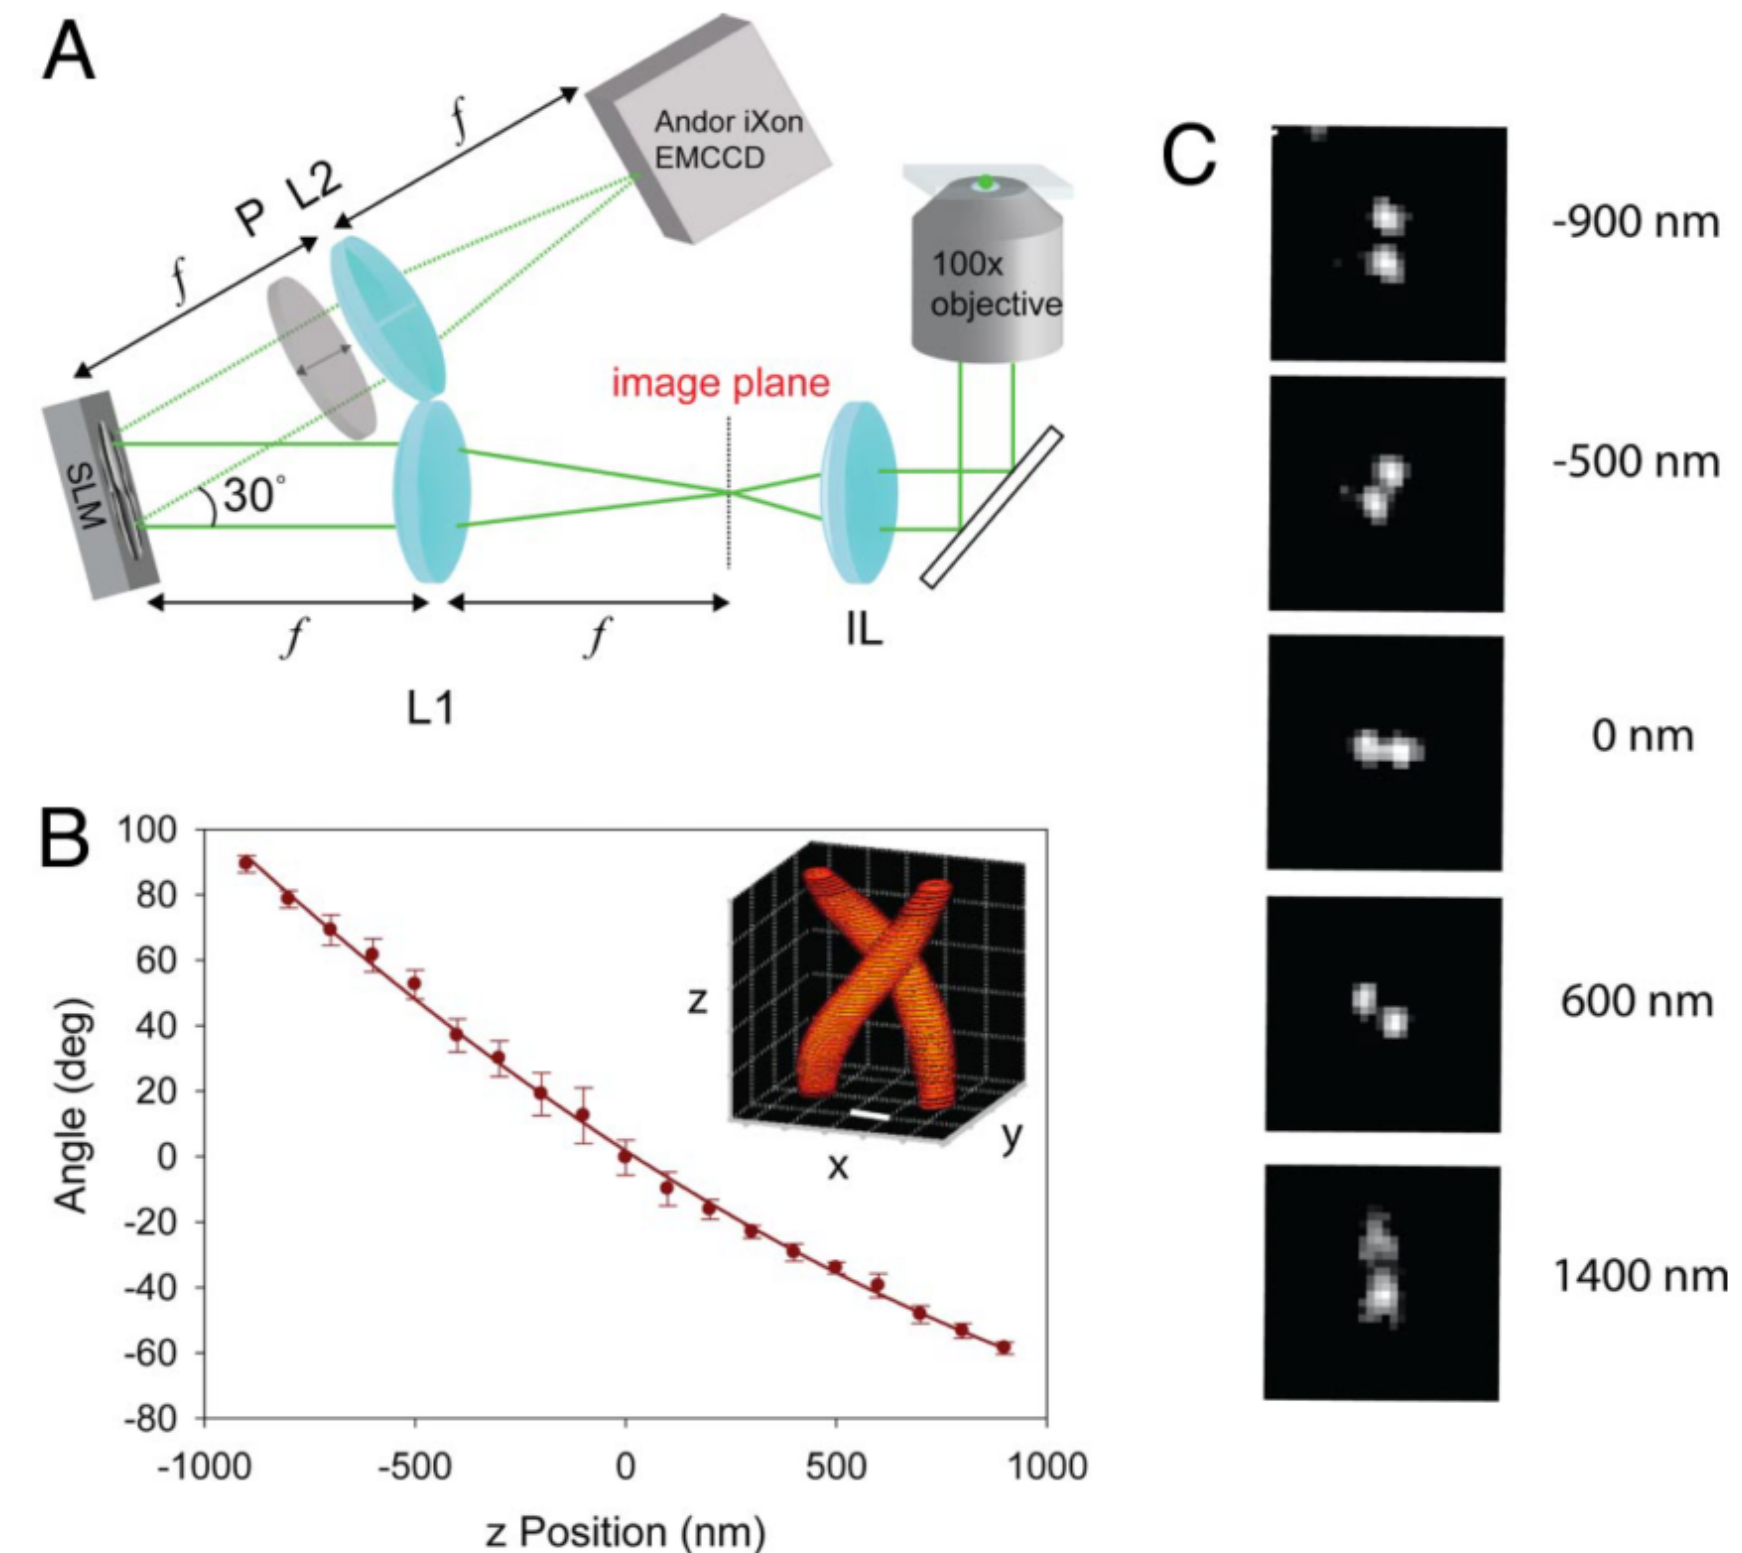 A
f
Andor iXon
EMCCD
P L2
f
100x
objective
image plane
SLM
30°
f
f
IL
L1
B
100
80
60
40
20
0
-20
-40
-60
-80
Angle (deg)
-1000
-500
0
500
1000
z Position (nm)
z
x
y
C
-900 nm
-500 nm
0 nm
600 nm
1400 nm